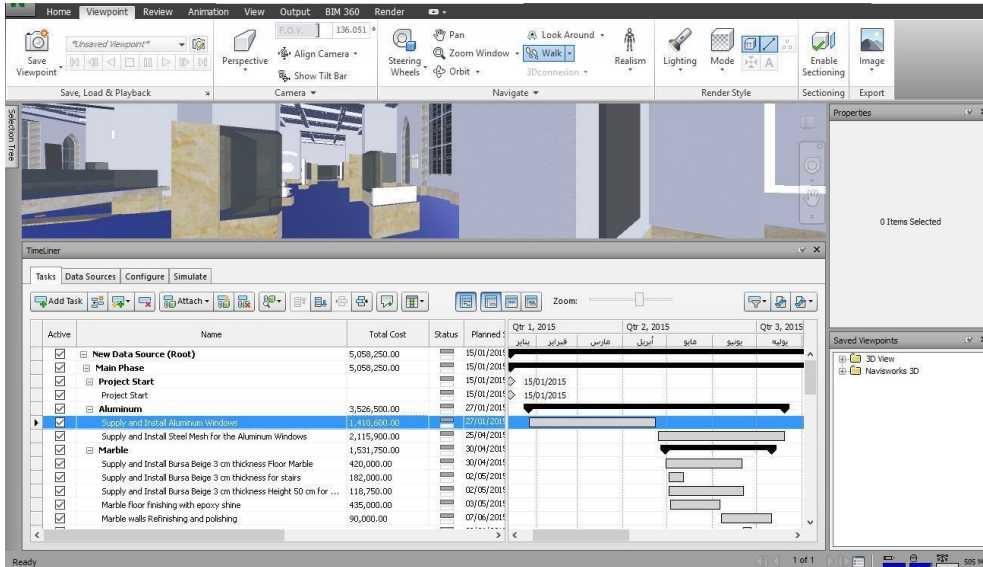 Home Viewpoint Review Animation View Output BIM 360 Render
*Unsaved Viewpoint*
Save Viewpoint
Save, Load & Playback
Perspective
F.O.V. 136.051 °
Align Camera
Show Tilt Bar
Camera
Steering Wheels
Pan
Zoom Window
Orbit
Look Around
Walk
3Dconnexion
Realism
Navigate
Lighting
Mode
A
Render Style
Enable Sectioning
Sectioning
Image
Export
Selection Tree
Properties
0 Items Selected
TimeLiner
Tasks Data Sources Configure Simulate
Add Task Attach Zoom:
Active Name Total Cost Status Planned
Qtr 1, 2015 Qtr 2, 2015 Qtr 3, 2015
يناير فبراير مارس أبريل مايو يونيو يوليه
New Data Source (Root) 5,058,250.00 15/01/2015
Main Phase 5,058,250.00 15/01/2015
Project Start 15/01/2015 15/01/2015
Project Start 15/01/2015 15/01/2015
Aluminum 3,526,500.00 27/01/2015
Supply and Install Aluminum Windows 1,410,600.00 27/01/2015
Supply and Install Steel Mesh for the Aluminum Windows 2,115,900.00 25/04/2015
Marble 1,531,750.00 30/04/2015
Supply and Install Bursa Beige 3 cm thickness Floor Marble 420,000.00 30/04/2015
Supply and Install Bursa Beige 3 cm thickness for stairs 182,000.00 02/05/2015
Supply and Install Bursa Beige 3 cm thickness Height 50 cm for ... 118,750.00 02/05/2015
Marble floor finishing with epoxy shine 435,000.00 03/05/2015
Marble walls Refinishing and polishing 90,000.00 07/06/2015
Saved Viewpoints
3D View
Navisworks 3D
Ready
1 of 1
505 M